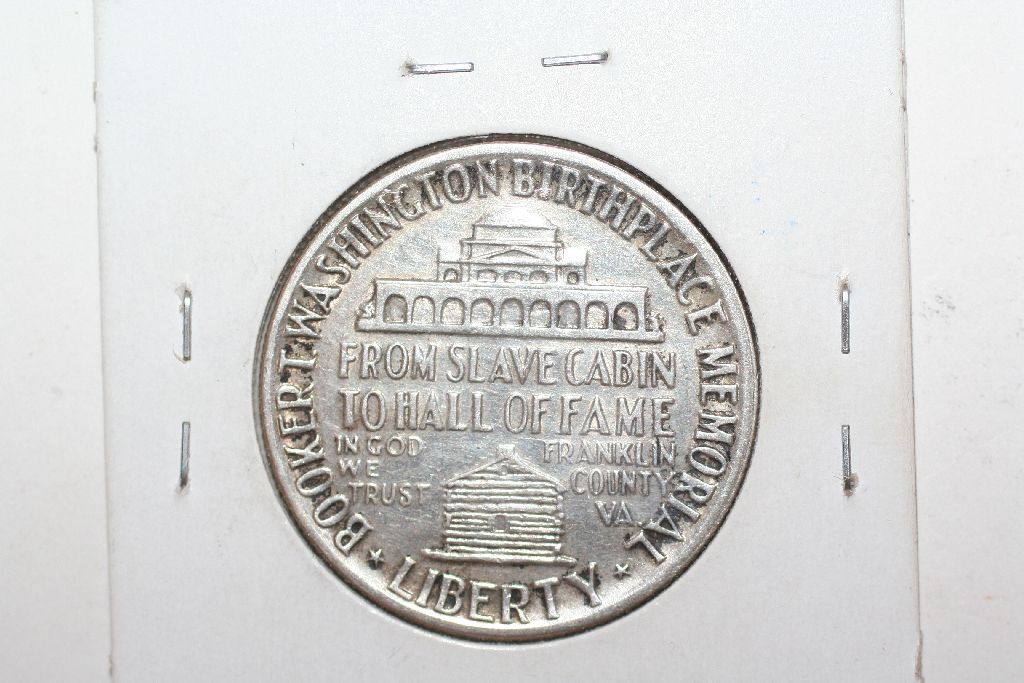 BOOKER T. WASHINGTON BIRTHPLACE MEMORIAL
FROM SLAVE CABIN
TO HALL OF FAME
IN GOD
WE
TRUST
FRANKLIN
COUNTY
VA
LIBERTY